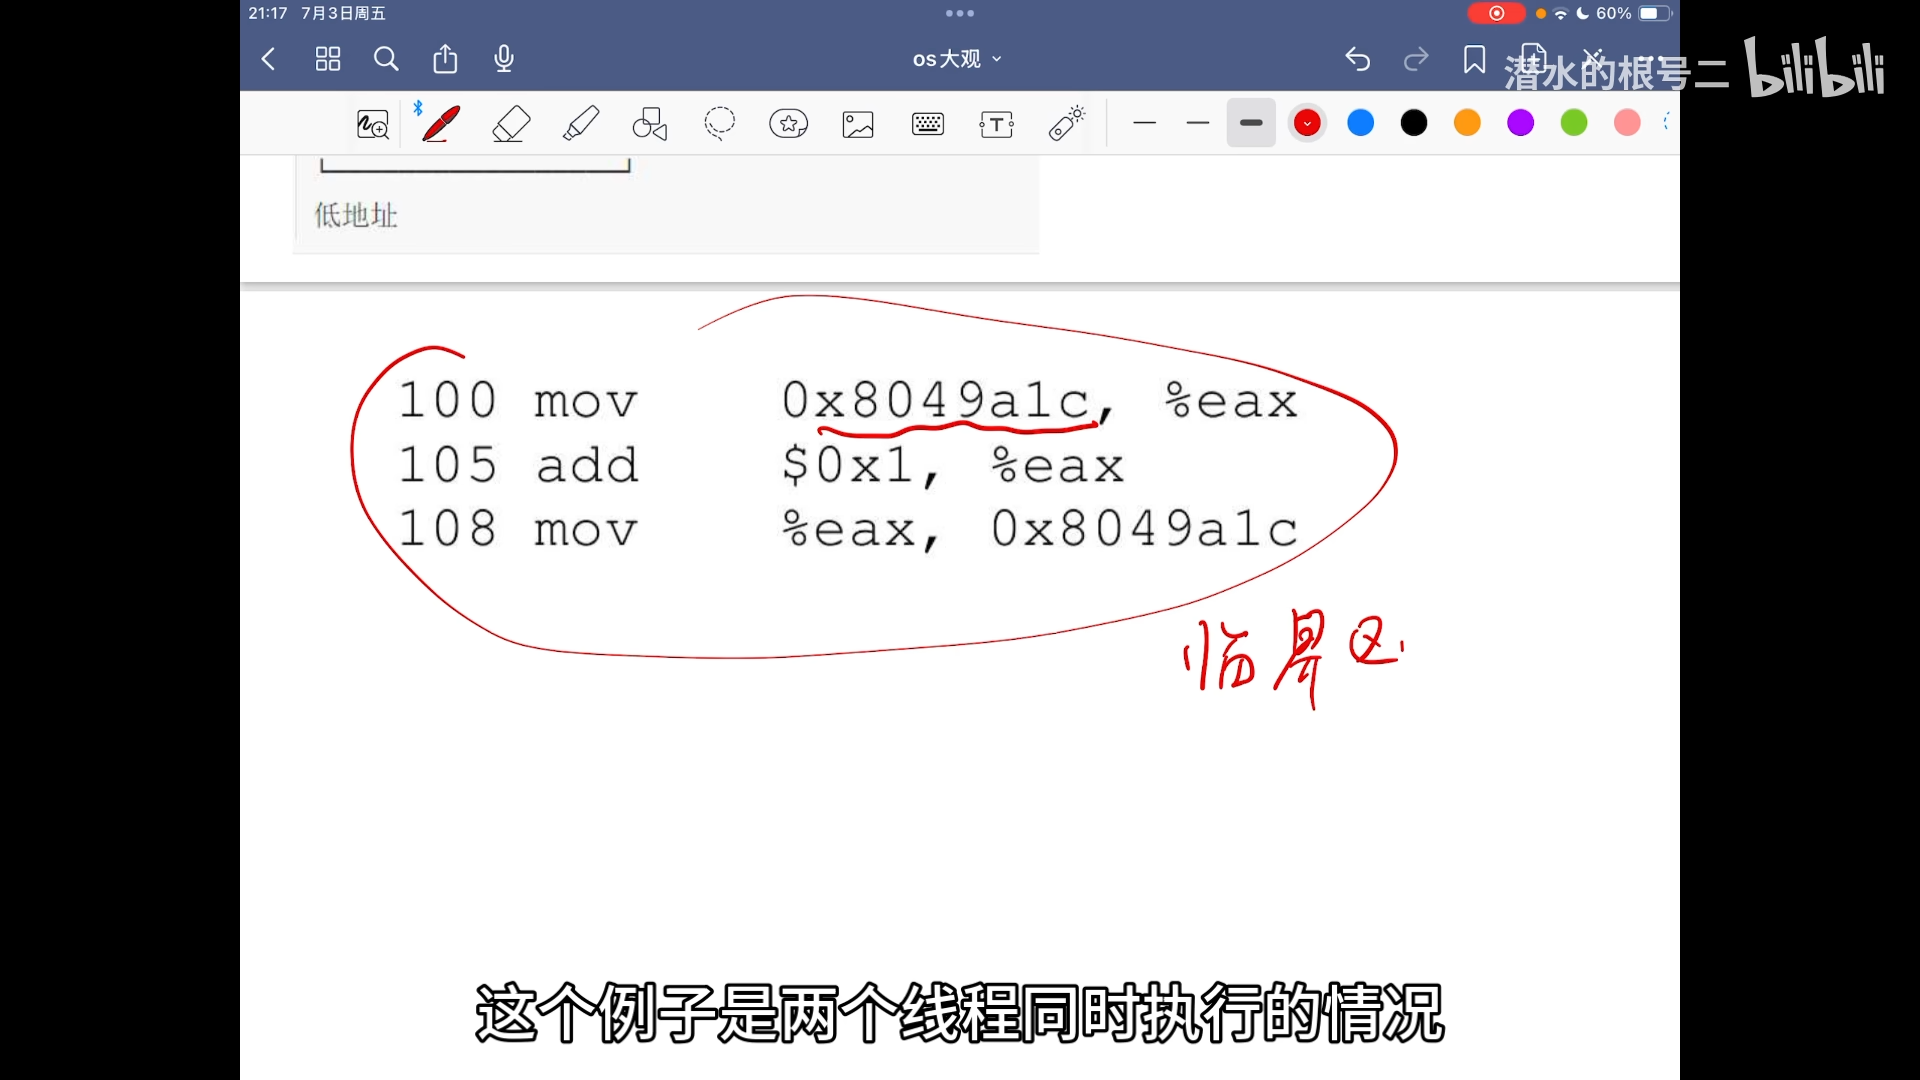 21:17 7月3日周五
60%
os大观
潜水的根号二 bilibili
低地址
100 mov 0x8049a1c, %eax
105 add $0x1, %eax
108 mov %eax, 0x8049a1c
临界区
这个例子是两个线程同时执行的情况